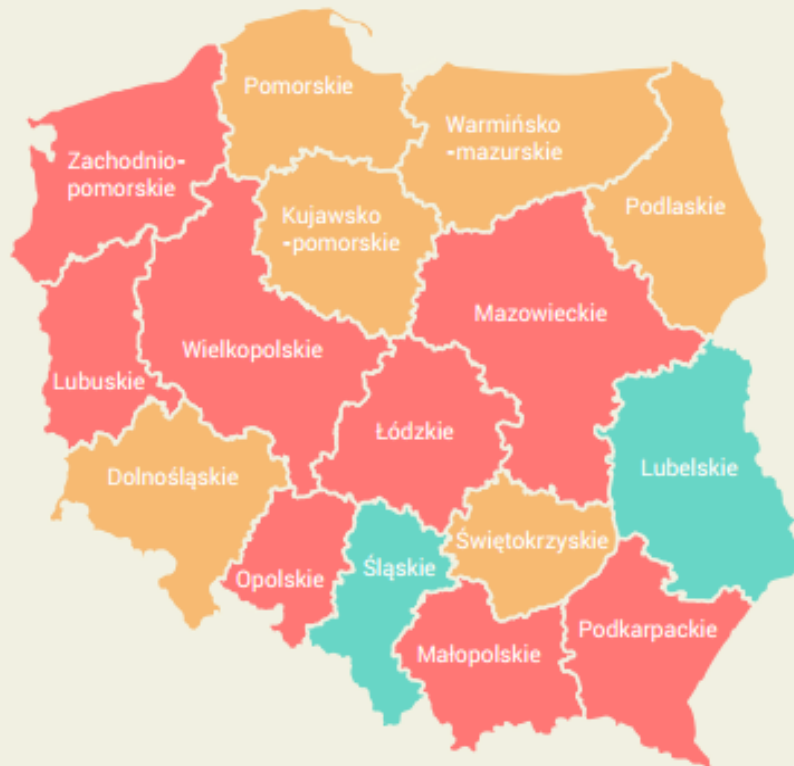 Pomorskie
Warmińsko
-mazurskie
Zachodnio-
pomorskie
Podlaskie
Kujawsko
-pomorskie
Mazowieckie
Wielkopolskie
Lubuskie
Łódzkie
Lubelskie
Dolnośląskie
Świętokrzyskie
Śląskie
Opolskie
Podkarpackie
Małopolskie